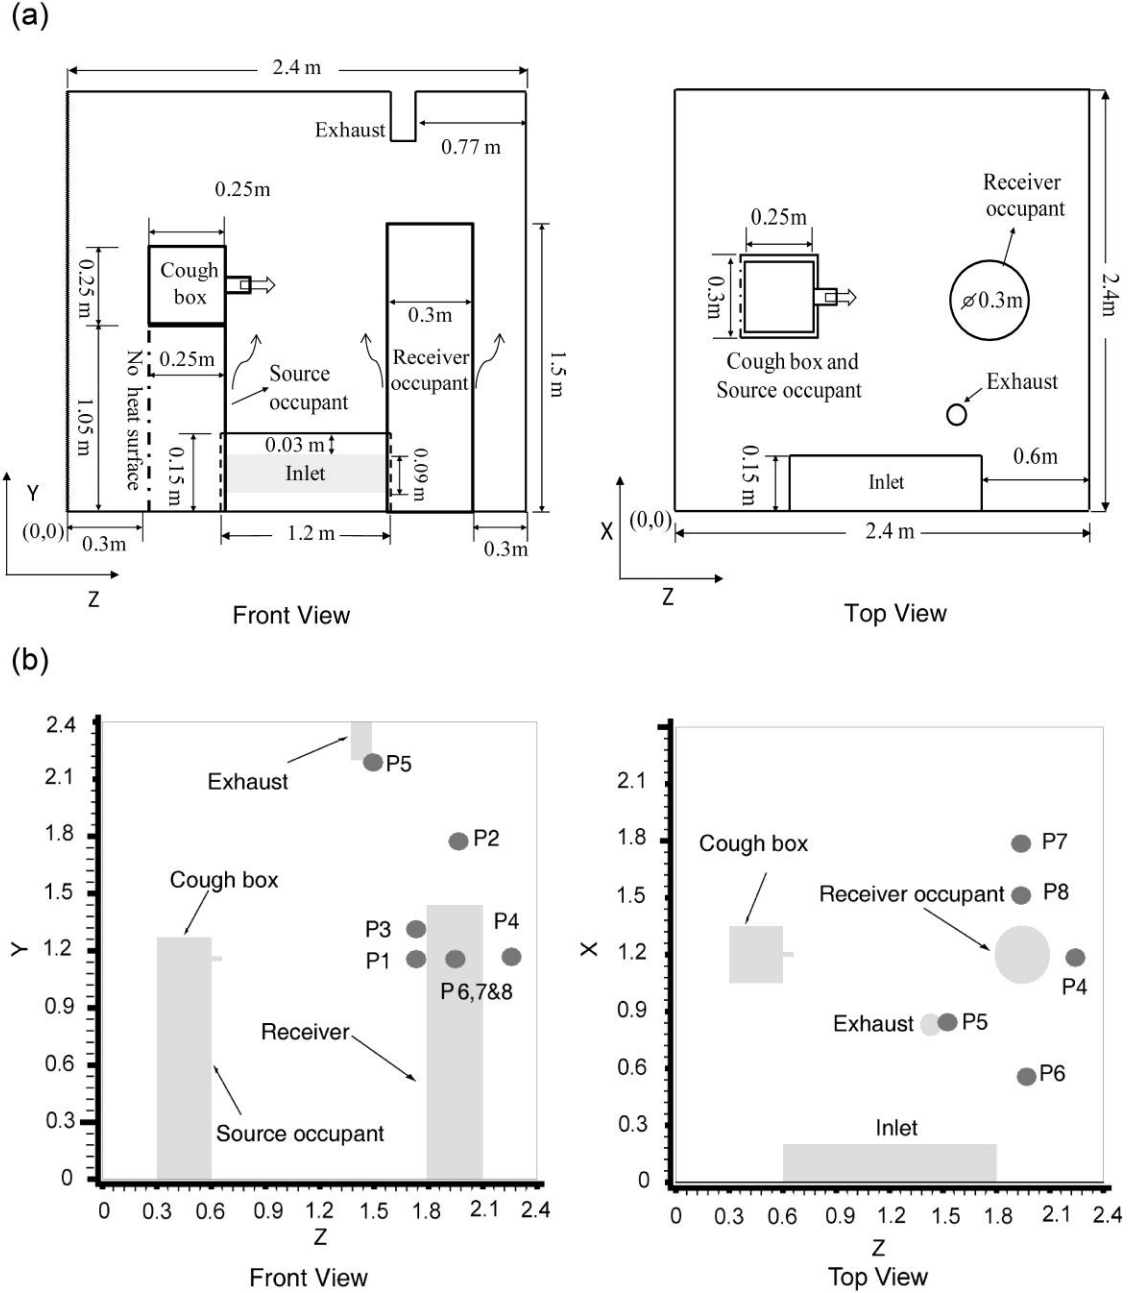 (a)
2.4 m
Exhaust
0.77 m
0.25m
Cough
box
0.25 m
0.3m
0.25m
Receiver
occupant
Source
occupant
No heat surface
1.05 m
1.5 m
0.03 m
0.15 m
Inlet
0.09 m
Y
(0,0)
0.3m
1.2 m
0.3m
Z
Front View
Receiver
occupant
0.25m
0.3m
⌀0.3m
2.4m
Cough box and
Source occupant
Exhaust
0.15 m
Inlet
0.6m
X
(0,0)
2.4 m
Z
Top View
(b)
2.4
2.1
1.8
1.5
1.2
0.9
0.6
0.3
0
Y
Exhaust
P5
P2
Cough box
P3
P4
P1
P 6,7&8
Receiver
Source occupant
0 0.3 0.6 0.9 1.2 1.5 1.8 2.1 2.4
Z
Front View
2.1
1.8
1.5
1.2
0.9
0.6
0.3
0
X
Cough box
P7
Receiver occupant
P8
P4
Exhaust
P5
P6
Inlet
0 0.3 0.6 0.9 1.2 1.5 1.8 2.1 2.4
Z
Top View